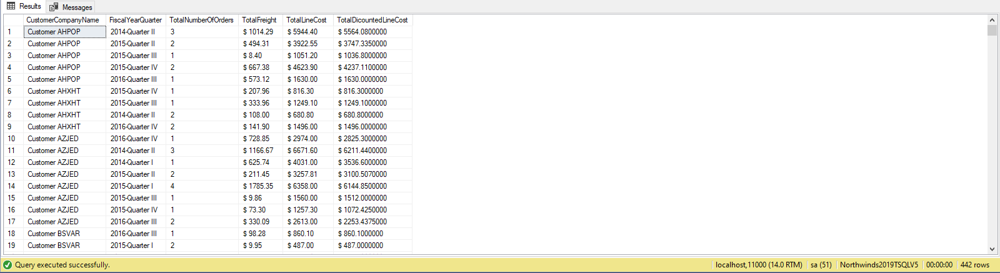 Results Messages
CustomerCompanyName FiscalYearQuarter TotalNumberOfOrders TotalFreight TotalLineCost TotalDicountedLineCost
1 Customer AHPOP 2014-Quarter II 3 $ 1014.29 $ 5944.40 $ 5564.0800000
2 Customer AHPOP 2015-Quarter II 2 $ 494.31 $ 3922.55 $ 3747.3350000
3 Customer AHPOP 2015-Quarter III 1 $ 8.40 $ 1051.20 $ 1036.8000000
4 Customer AHPOP 2015-Quarter IV 2 $ 667.38 $ 4623.90 $ 4237.1100000
5 Customer AHPOP 2016-Quarter III 1 $ 573.12 $ 1630.00 $ 1630.0000000
6 Customer AHXHT 2015-Quarter IV 1 $ 207.96 $ 816.30 $ 816.3000000
7 Customer AHXHT 2015-Quarter III 1 $ 333.96 $ 1249.10 $ 1249.1000000
8 Customer AHXHT 2014-Quarter II 2 $ 108.00 $ 680.80 $ 680.8000000
9 Customer AHXHT 2016-Quarter IV 2 $ 141.90 $ 1496.00 $ 1496.0000000
10 Customer AZJED 2016-Quarter IV 1 $ 728.85 $ 2974.00 $ 2825.3000000
11 Customer AZJED 2014-Quarter II 3 $ 1166.67 $ 6671.60 $ 6211.4400000
12 Customer AZJED 2014-Quarter I 1 $ 625.74 $ 4031.00 $ 3536.6000000
13 Customer AZJED 2015-Quarter II 2 $ 211.45 $ 3257.81 $ 3100.5070000
14 Customer AZJED 2015-Quarter I 4 $ 1785.35 $ 6358.00 $ 6144.8500000
15 Customer AZJED 2015-Quarter III 1 $ 9.86 $ 1560.00 $ 1512.0000000
16 Customer AZJED 2015-Quarter IV 1 $ 73.30 $ 1257.30 $ 1072.4250000
17 Customer AZJED 2016-Quarter III 2 $ 330.09 $ 2613.00 $ 2253.4375000
18 Customer BSVAR 2016-Quarter III 1 $ 98.28 $ 860.10 $ 860.1000000
19 Customer BSVAR 2015-Quarter I 2 $ 9.95 $ 487.00 $ 487.0000000
Query executed successfully. localhost,11000 (14.0 RTM) sa (51) Northwinds2019TSQLV5 00:00:00 442 rows